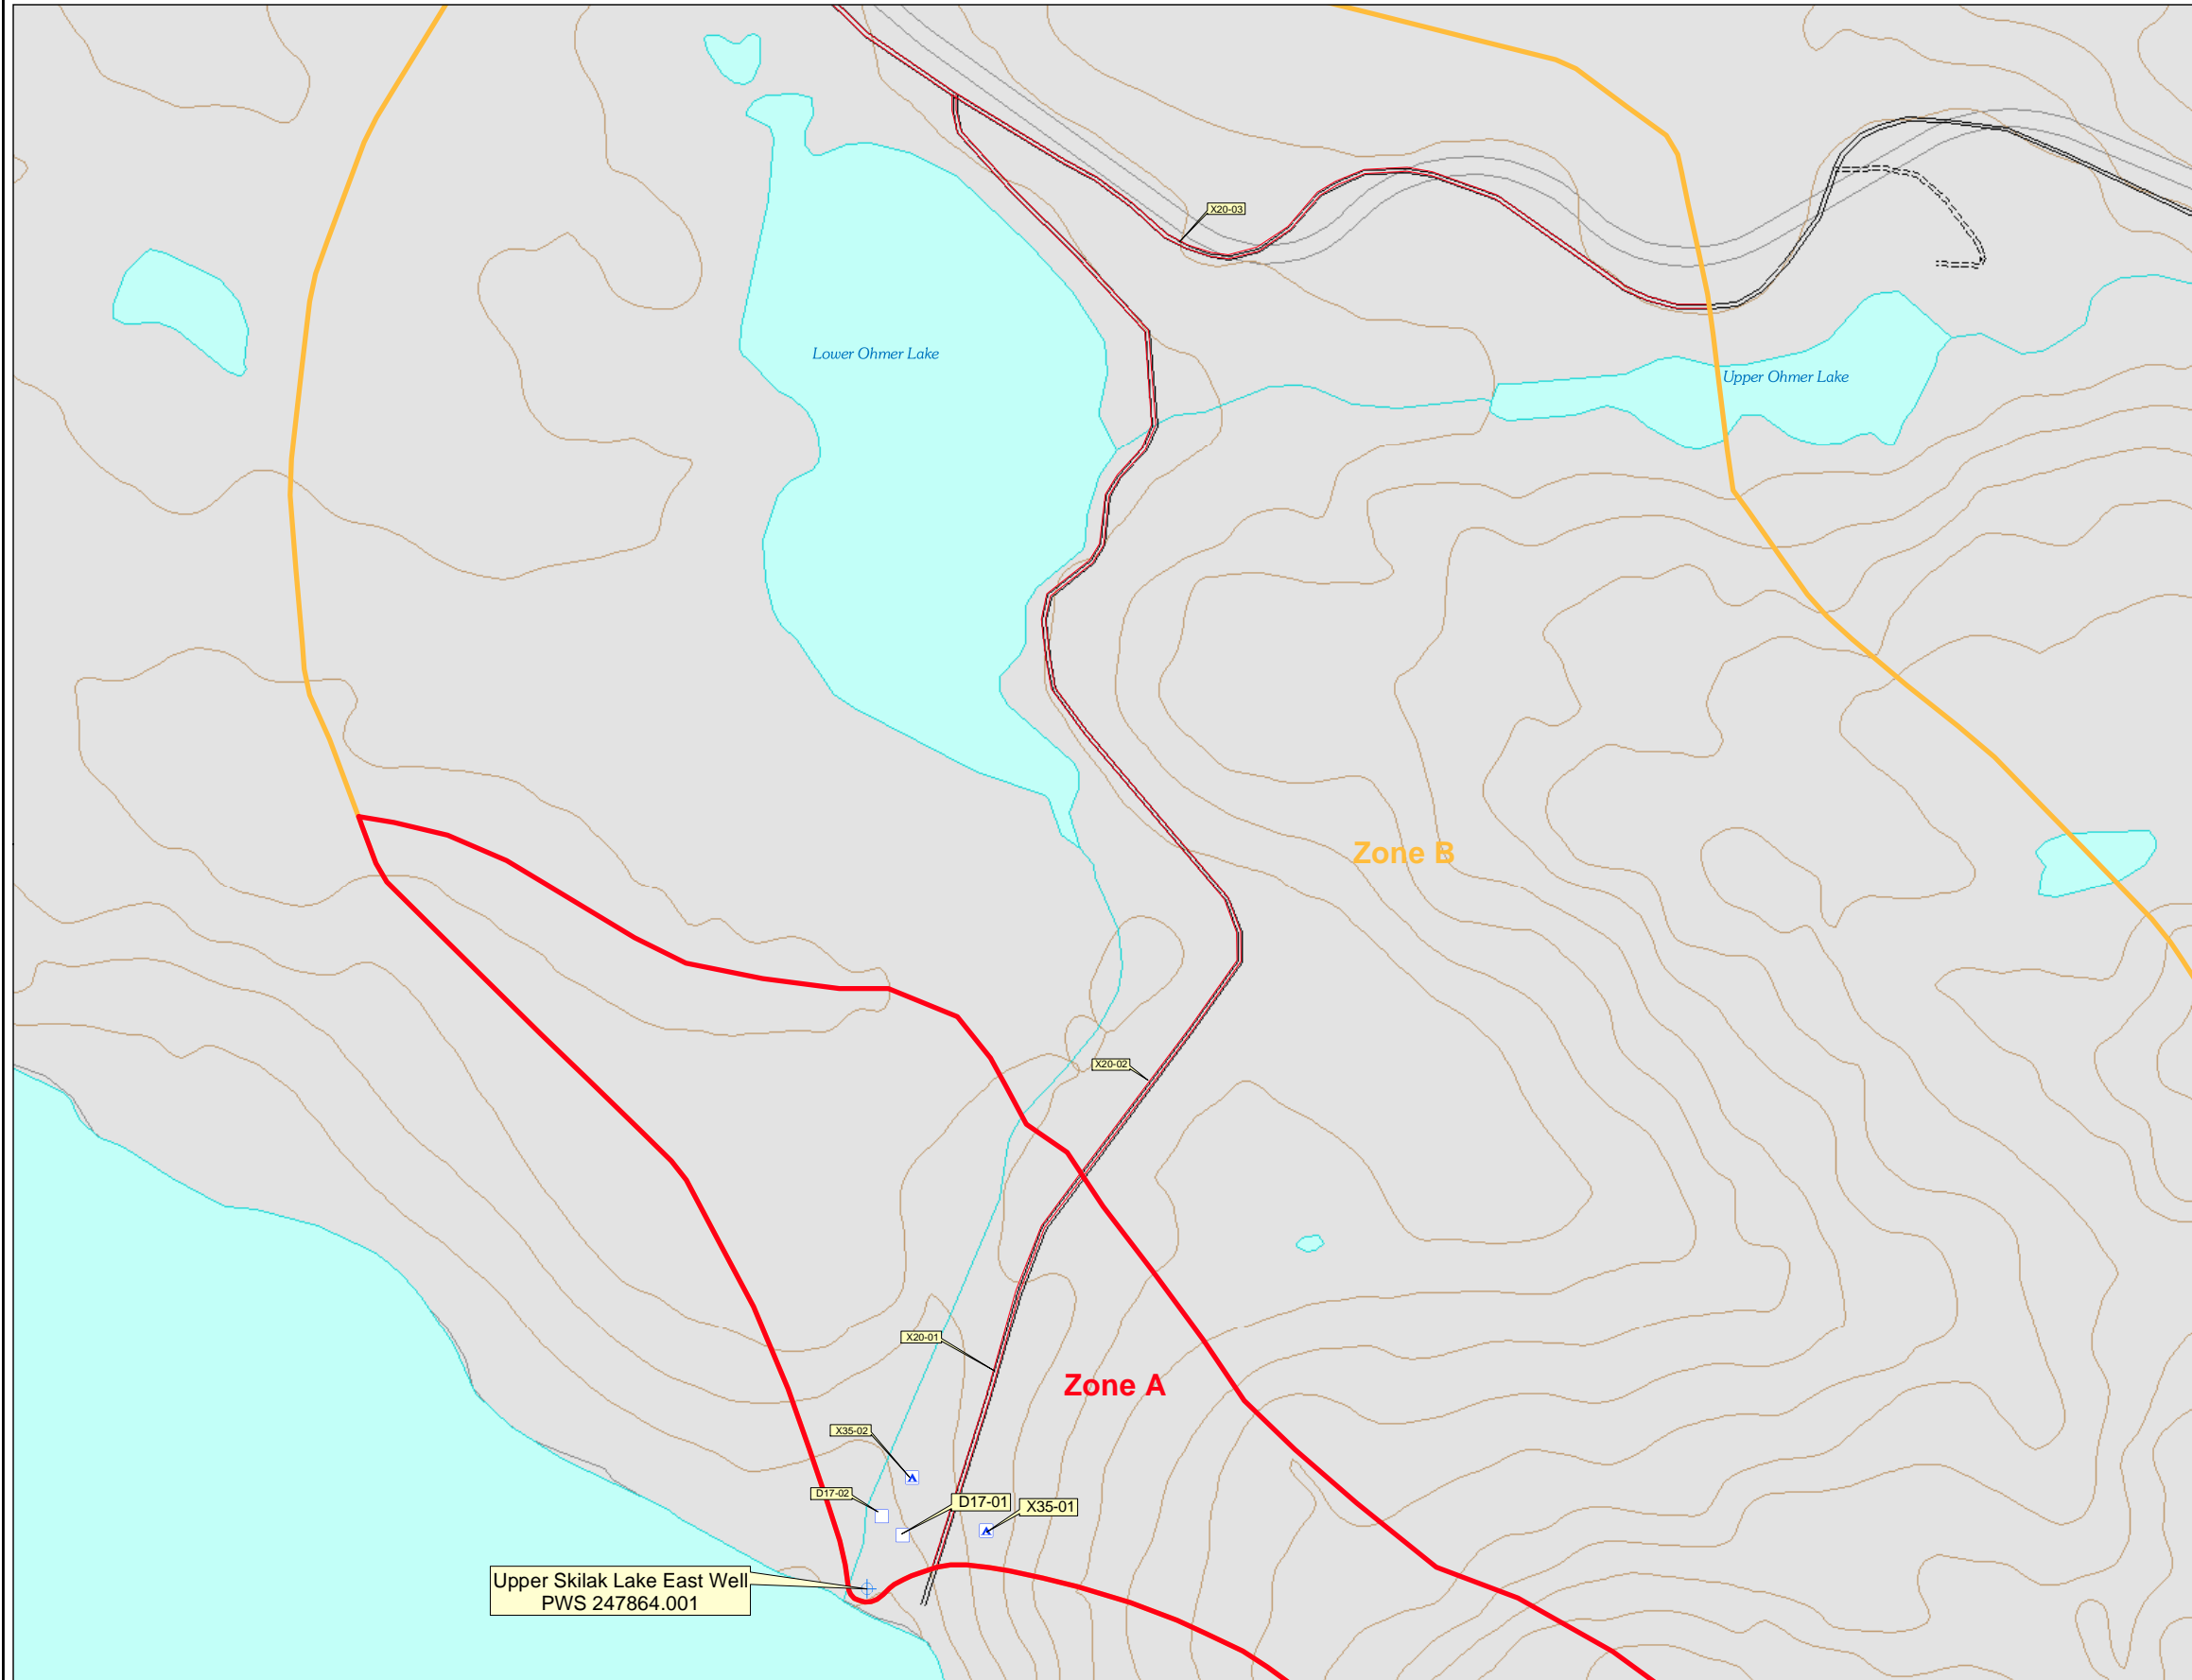 X20-03
Lower Ohmer Lake
Upper Ohmer Lake
Zone B
X20-02
X20-01
Zone A
X35-02
D17-02
D17-01
X35-01
Upper Skilak Lake East Well
PWS 247864.001